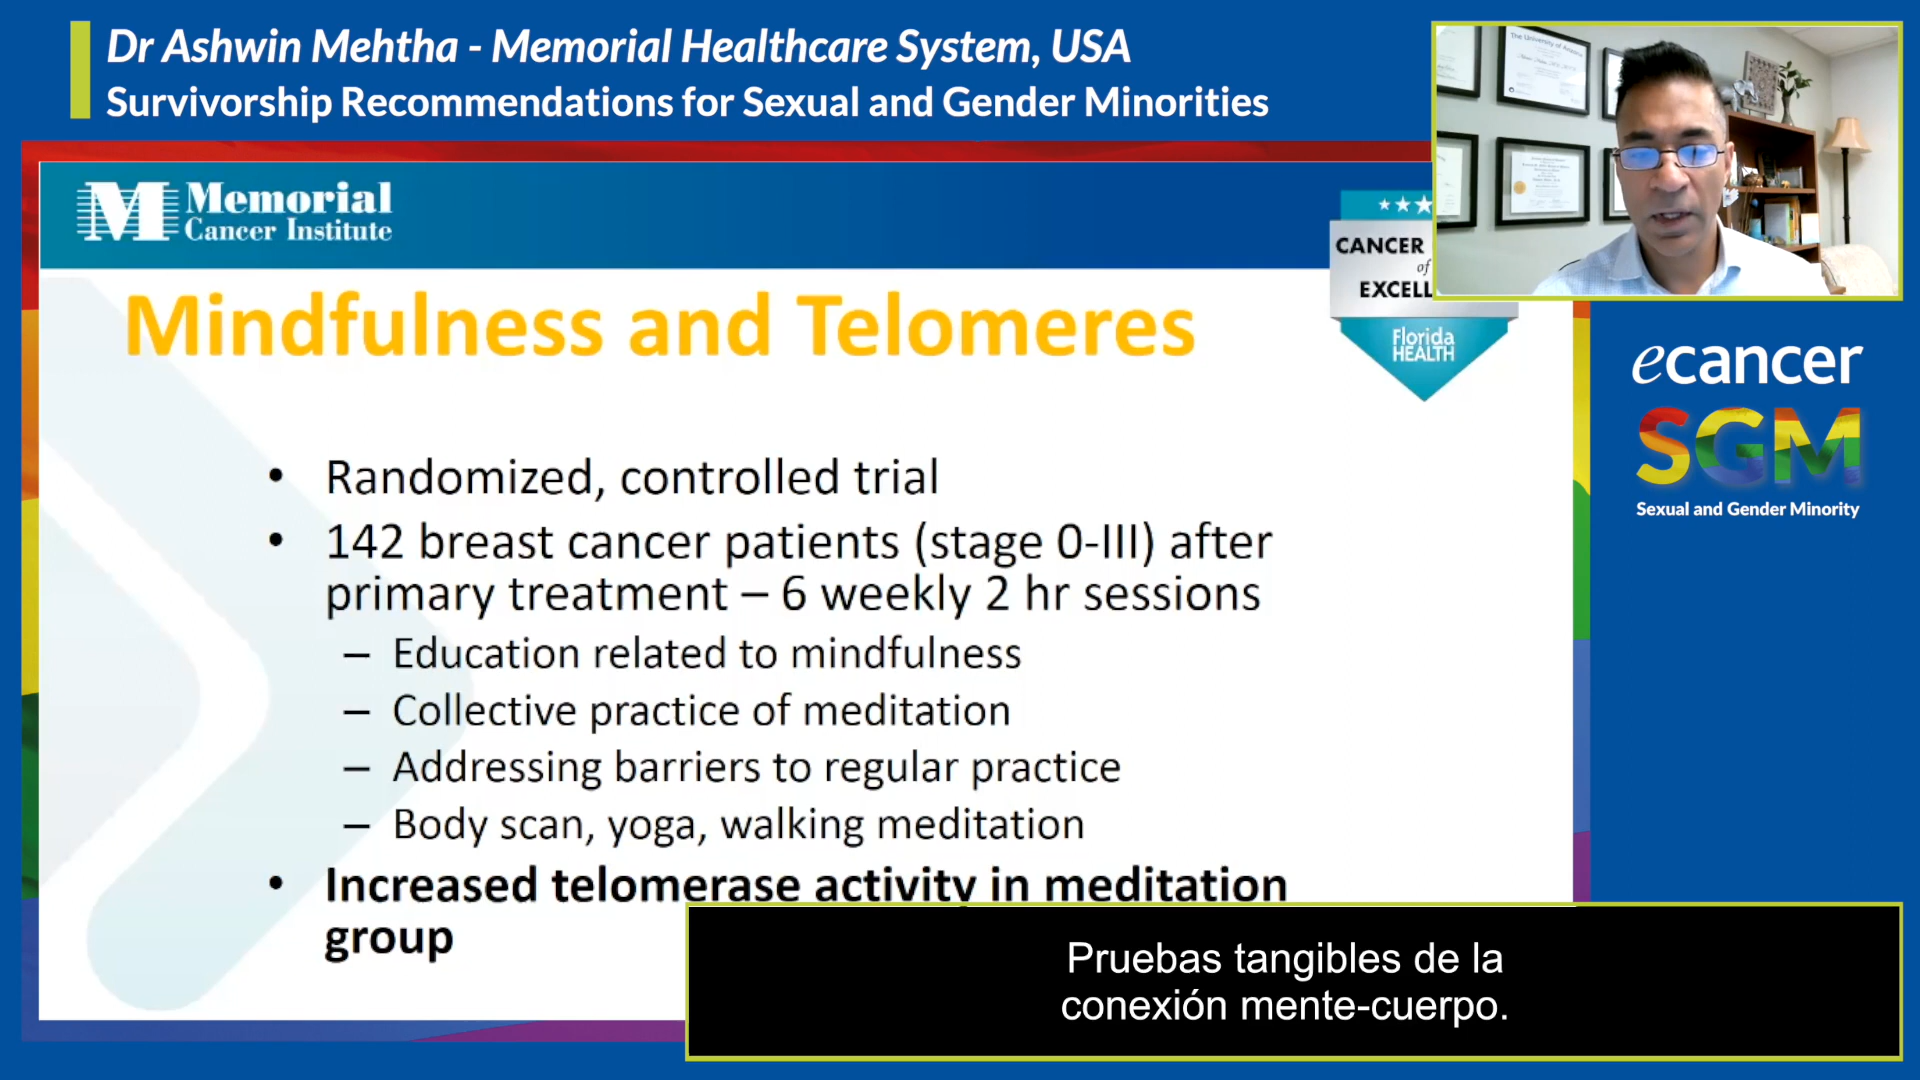 Dr Ashwin Mehtha - Memorial Healthcare System, USA
Survivorship Recommendations for Sexual and Gender Minorities
Memorial
Cancer Institute
CANCER
of
EXCELL
Florida
HEALTH
Mindfulness and Telomeres
• Randomized, controlled trial
• 142 breast cancer patients (stage 0-III) after
primary treatment – 6 weekly 2 hr sessions
– Education related to mindfulness
– Collective practice of meditation
– Addressing barriers to regular practice
– Body scan, yoga, walking meditation
• Increased telomerase activity in meditation
group
ecancer
SGM
Sexual and Gender Minority
Pruebas tangibles de la
conexión mente-cuerpo.